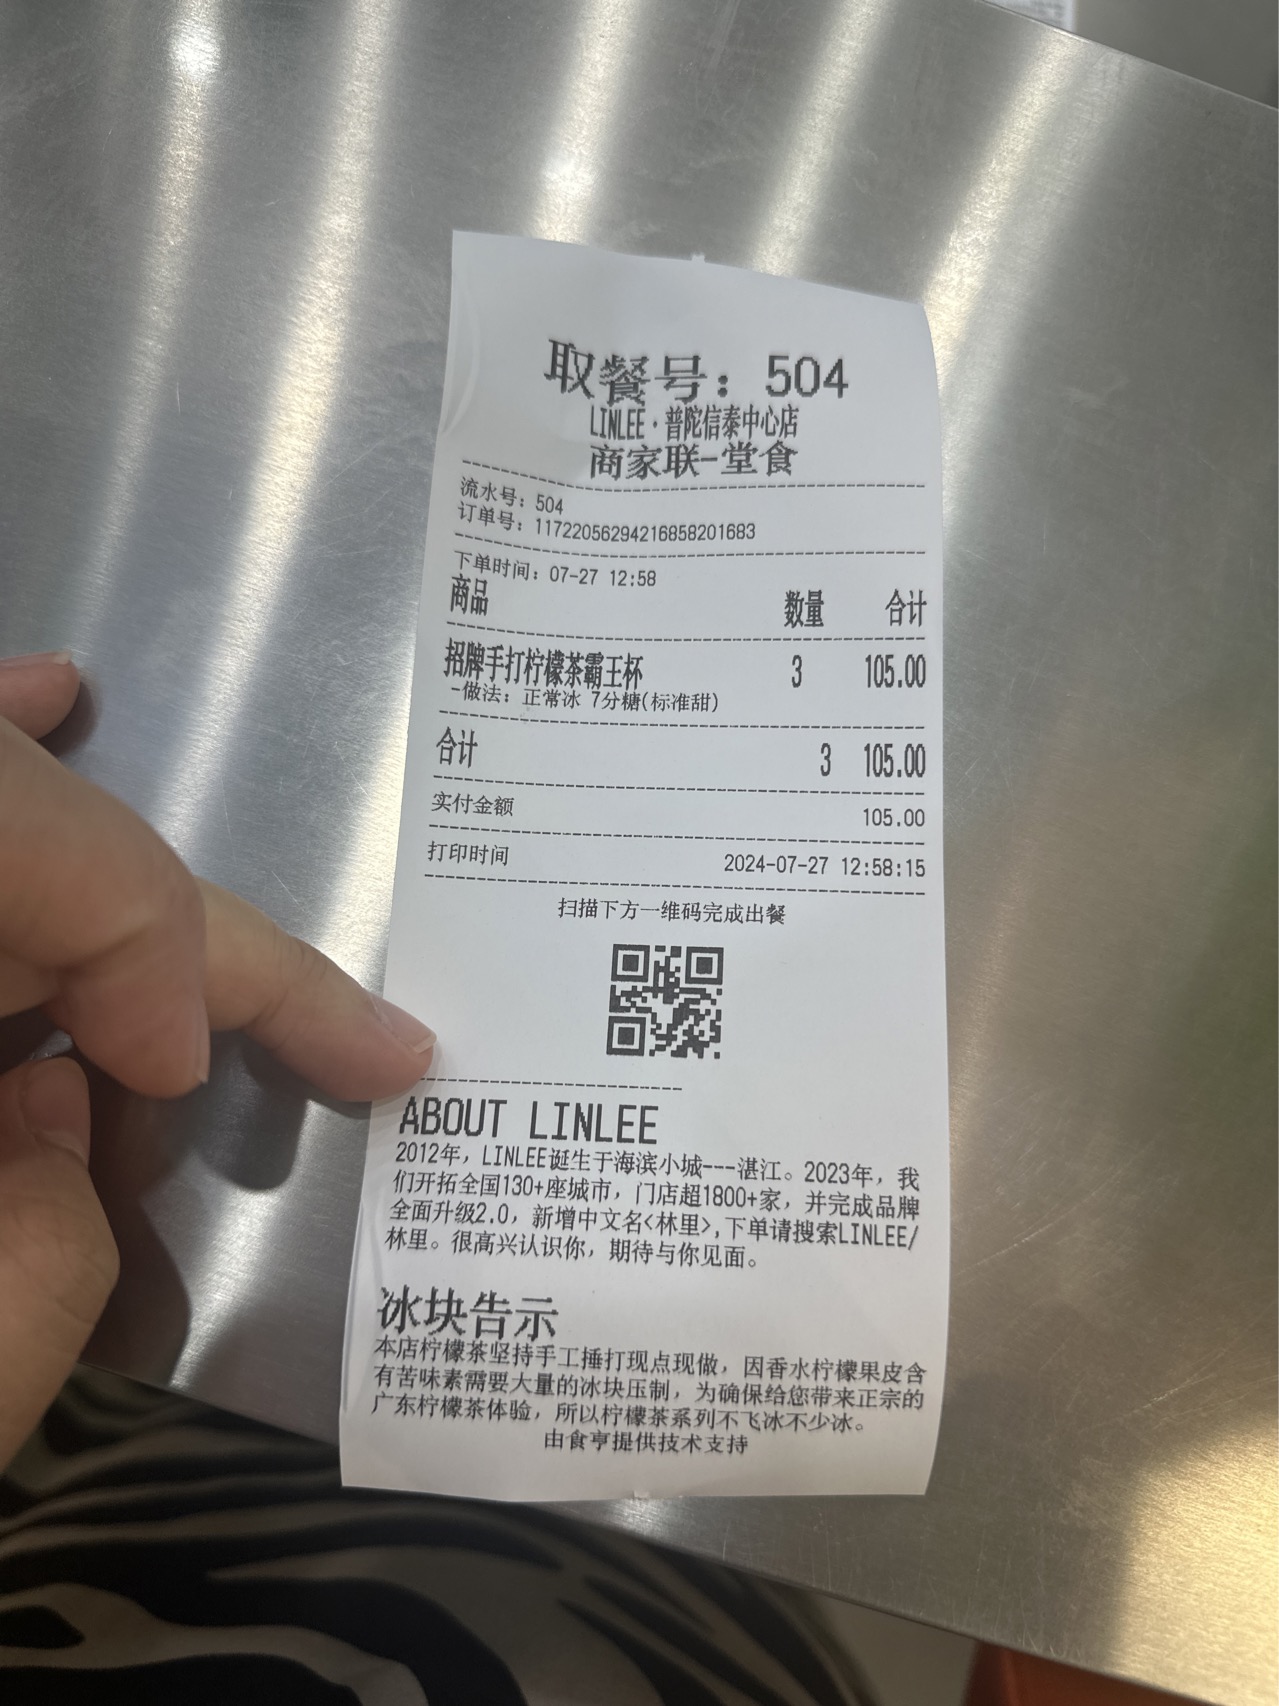 取餐号：504
LINLEE·普陀信泰中心店
商家联-堂食
流水号：504
订单号：11722056294216858201683
下单时间：07-27 12:58
商品 数量 合计
招牌手打柠檬茶霸王杯 3 105.00
-做法：正常冰 7分糖(标准甜)
合计 3 105.00
实付金额 105.00
打印时间 2024-07-27 12:58:15
扫描下方一维码完成出餐
ABOUT LINLEE
2012年，LINLEE诞生于海滨小城---湛江。2023年，我
们开拓全国130+座城市，门店超1800+家，并完成品牌
全面升级2.0，新增中文名<林里>,下单请搜索LINLEE/
林里。很高兴认识你，期待与你见面。
冰块告示
本店柠檬茶坚持手工捶打现点现做，因香水柠檬果皮含
有苦味素需要大量的冰块压制，为确保给您带来正宗的
广东柠檬茶体验，所以柠檬茶系列不飞冰不少冰。
由食亨提供技术支持